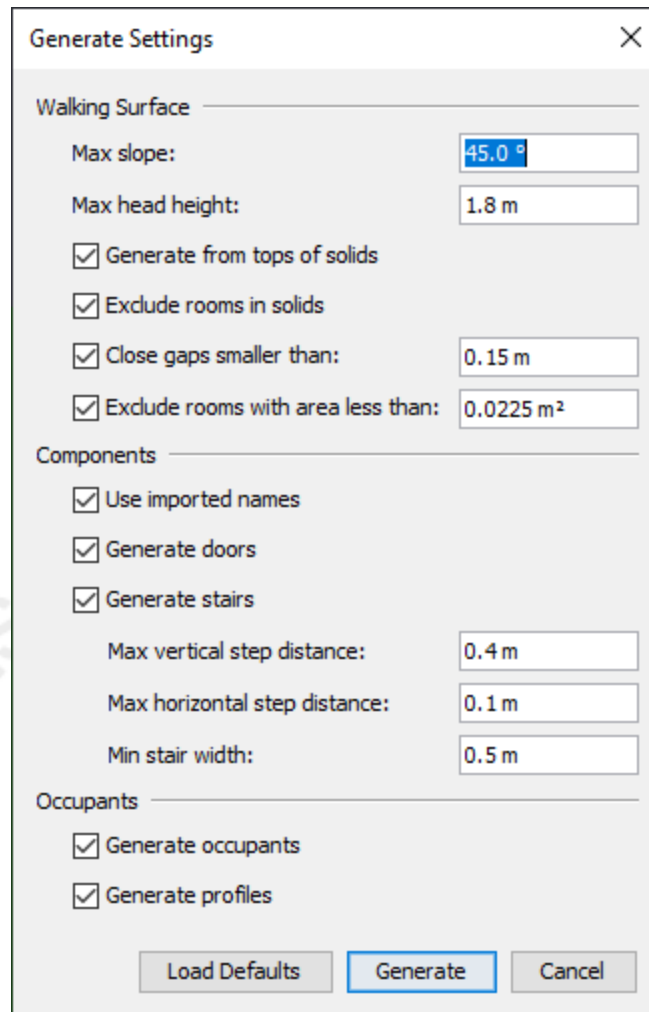 Generate Settings
Walking Surface
Max slope: 45.0 °
Max head height: 1.8 m
Generate from tops of solids
Exclude rooms in solids
Close gaps smaller than: 0.15 m
Exclude rooms with area less than: 0.0225 m²
Components
Use imported names
Generate doors
Generate stairs
Max vertical step distance: 0.4 m
Max horizontal step distance: 0.1 m
Min stair width: 0.5 m
Occupants
Generate occupants
Generate profiles
Load Defaults Generate Cancel